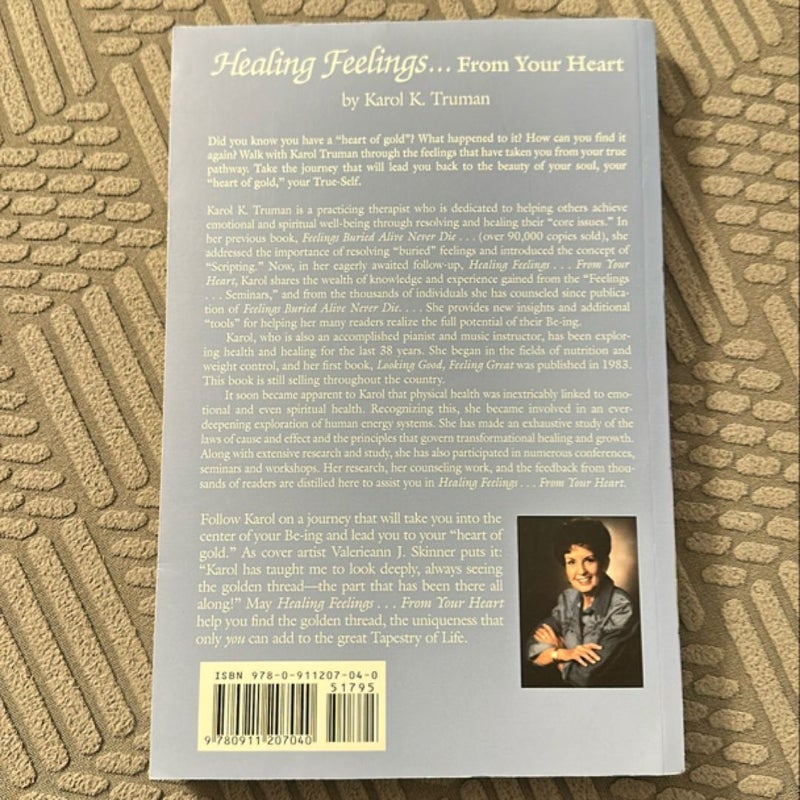 Healing Feelings... From Your Heart
by Karol K. Truman
Did you know you have a “heart of gold”? What happened to it? How can you find it
again? Walk with Karol Truman through the feelings that have taken you from your true
pathway. Take the journey that will lead you back to the beauty of your soul, your
“heart of gold,” your True-Self.
Karol K. Truman is a practicing therapist who is dedicated to helping others achieve
emotional and spiritual well-being through resolving and healing their “core issues.” In
her previous book, Feelings Buried Alive Never Die . . . (over 90,000 copies sold), she
addressed the importance of resolving “buried” feelings and introduced the concept of
“Scripting.” Now, in her eagerly awaited follow-up, Healing Feelings . . . From Your
Heart, Karol shares the wealth of knowledge and experience gained from the “Feelings
. . . Seminars,” and from the thousands of individuals she has counseled since publica-
tion of Feelings Buried Alive Never Die. . . . She provides new insights and additional
“tools” for helping her many readers realize the full potential of their Be-ing.
Karol, who is also an accomplished pianist and music instructor, has been explor-
ing health and healing for the last 38 years. She began in the fields of nutrition and
weight control, and her first book, Looking Good, Feeling Great was published in 1983.
This book is still selling throughout the country.
It soon became apparent to Karol that physical health was inextricably linked to emo-
tional and even spiritual health. Recognizing this, she became involved in an ever-
deepening exploration of human energy systems. She has made an exhaustive study of the
laws of cause and effect and the principles that govern transformational healing and growth.
Along with extensive research and study, she has also participated in numerous conferences,
seminars and workshops. Her research, her counseling work, and the feedback from thou-
sands of readers are distilled here to assist you in Healing Feelings . . . From Your Heart.
Follow Karol on a journey that will take you into the
center of your Be-ing and lead you to your “heart of
gold.” As cover artist Valerieann J. Skinner puts it:
“Karol has taught me to look deeply, always seeing
the golden thread—the part that has been there all
along!” May Healing Feelings . . . From Your Heart
help you find the golden thread, the uniqueness that
only you can add to the great Tapestry of Life.
ISBN 978-0-911207-04-0
51795
9 780911 207040